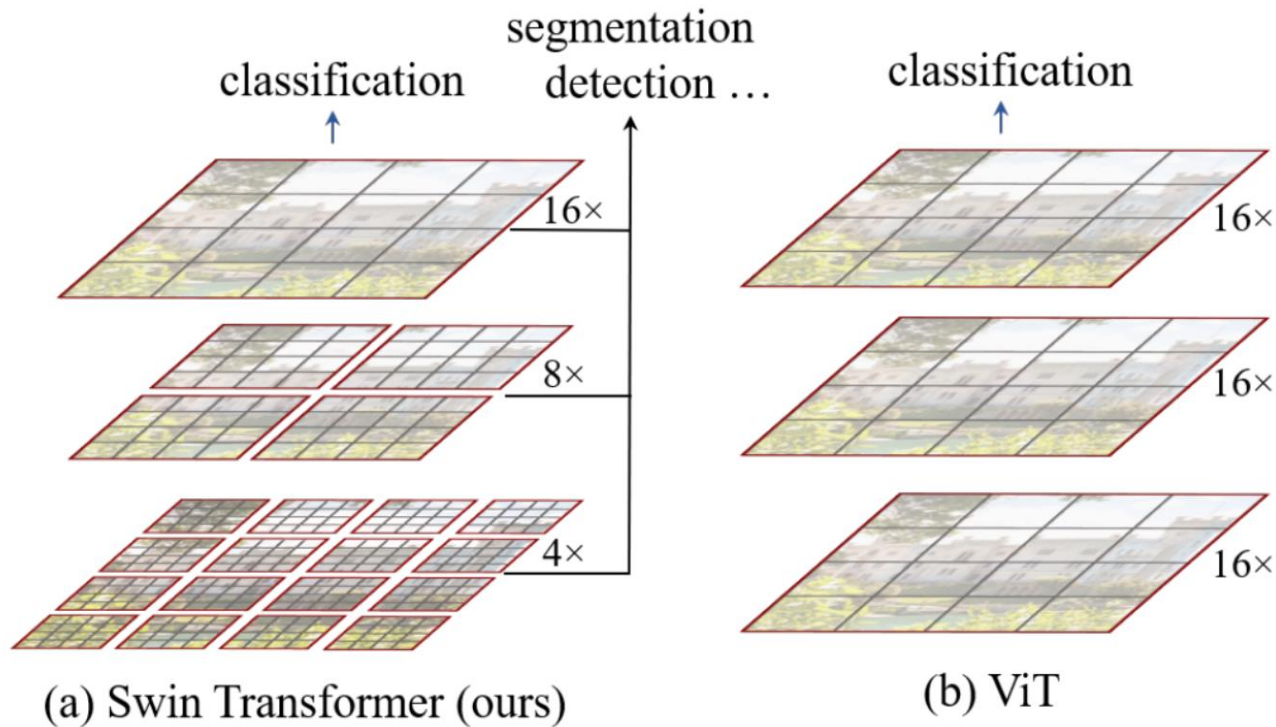 segmentation
detection …
classification
16×
8×
4×
(a) Swin Transformer (ours)
classification
16×
16×
16×
(b) ViT